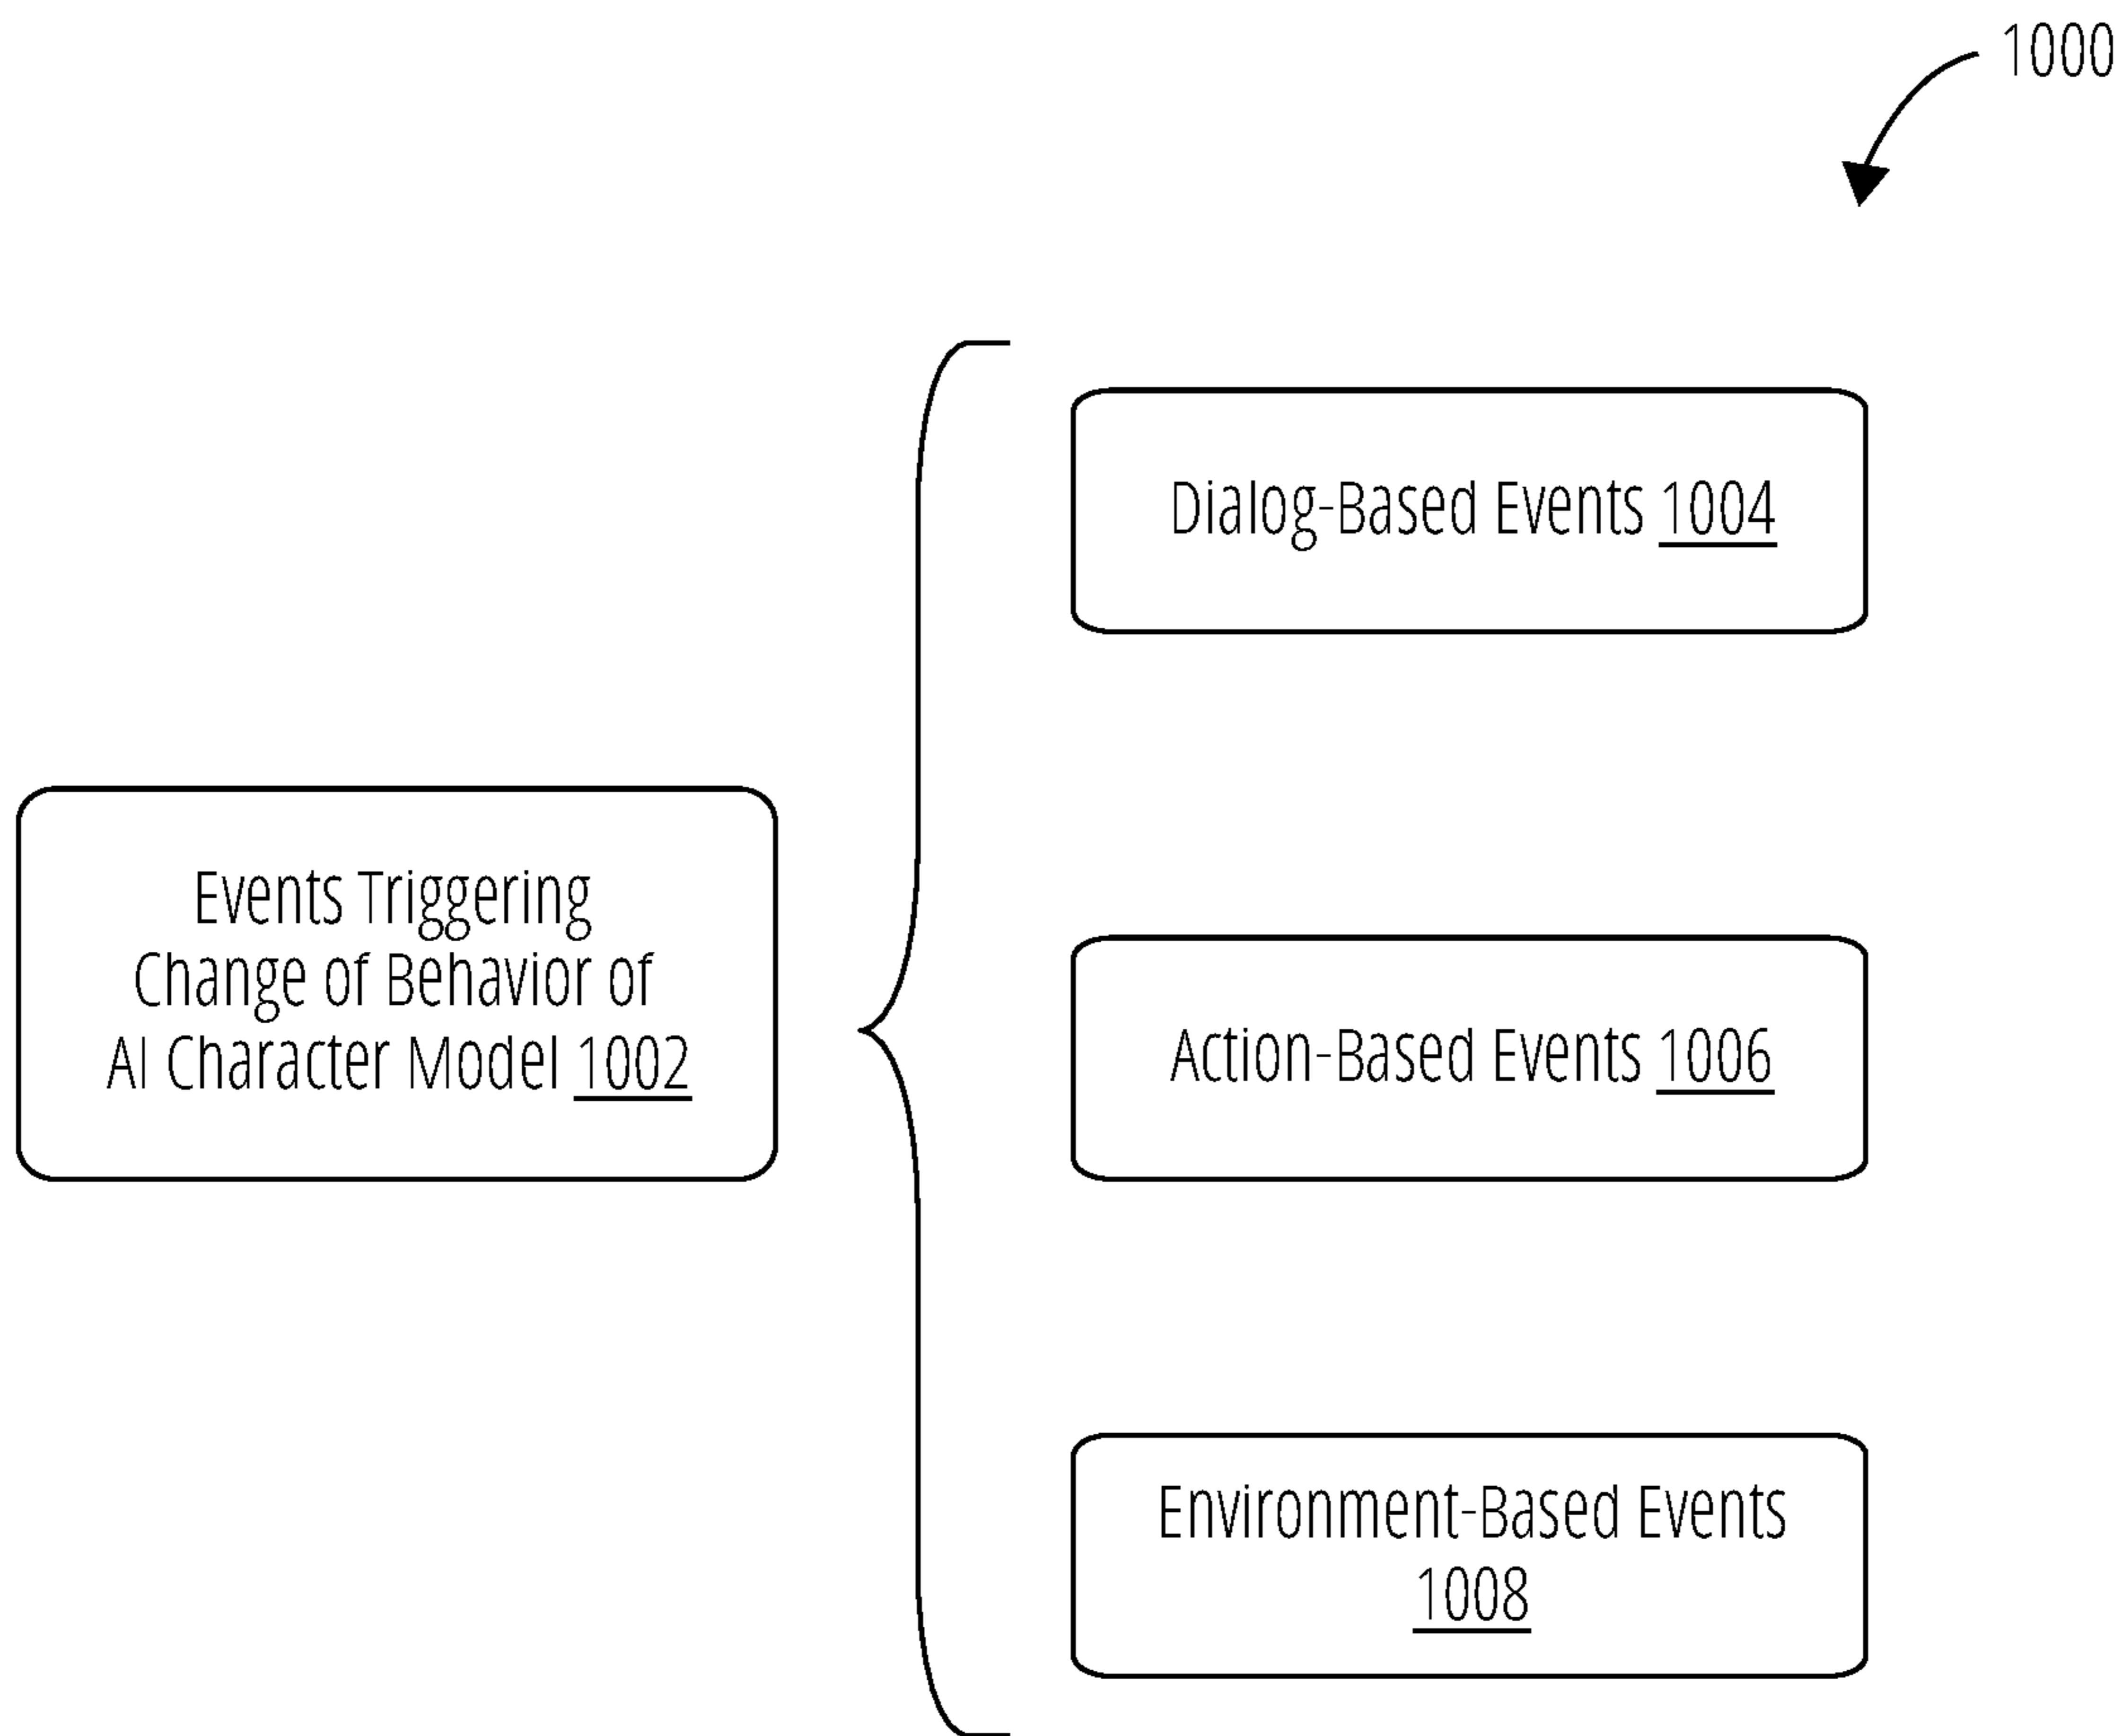 1000
Dialog-Based Events 1004
Events Triggering
Change of Behavior of
AI Character Model 1002
Action-Based Events 1006
Environment-Based Events
1008